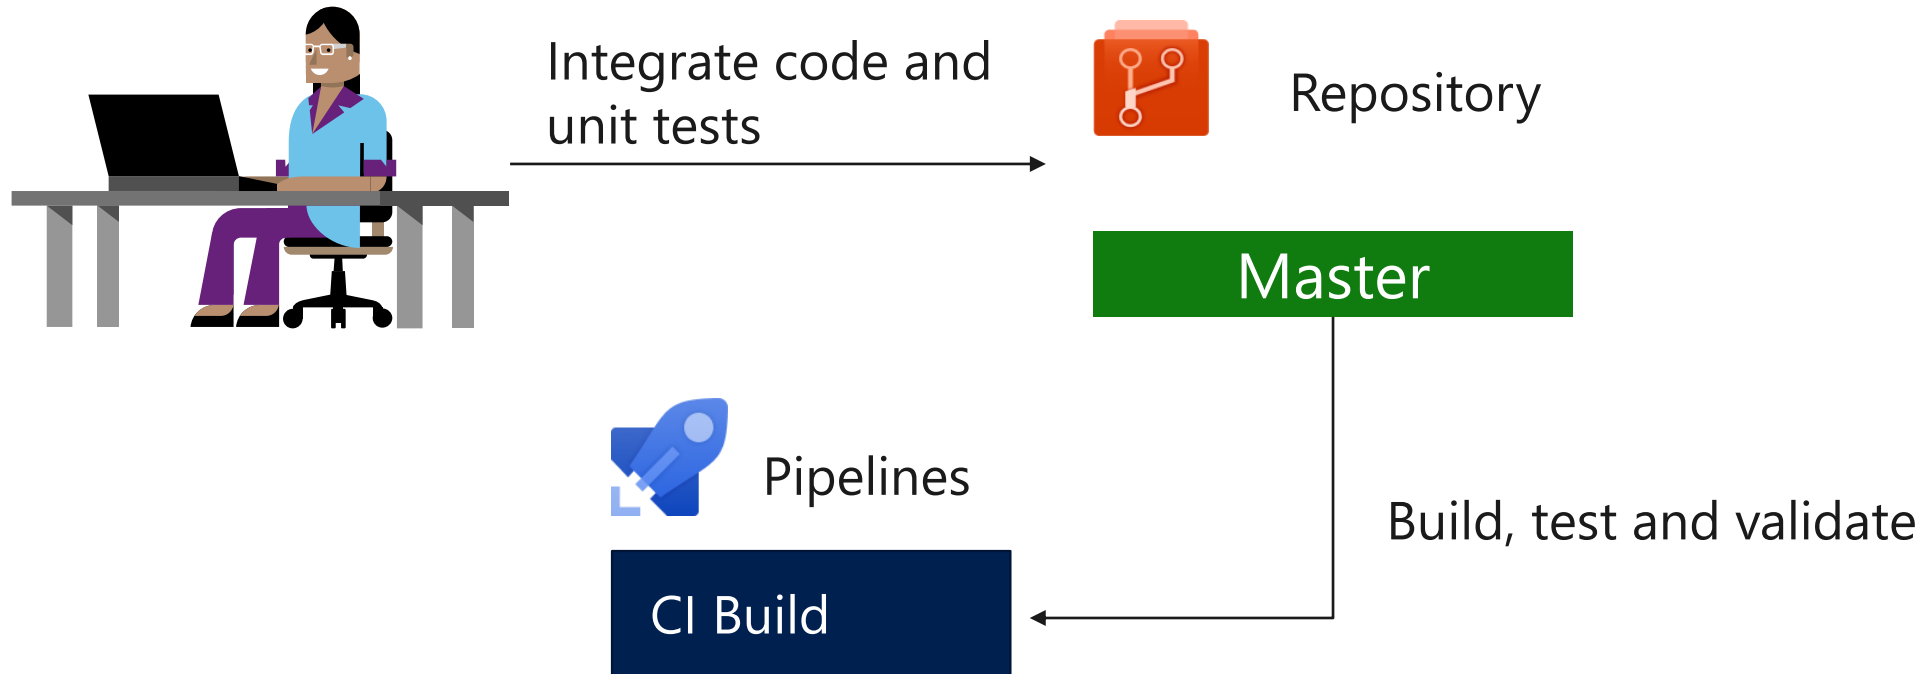 Integrate code and
unit tests
Repository
Master
Pipelines
Build, test and validate
CI Build